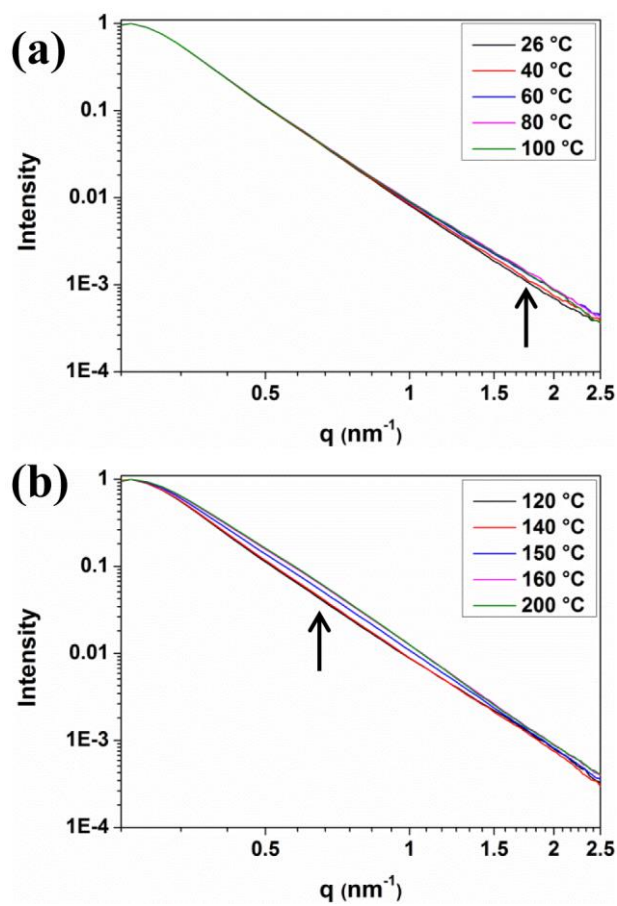 (a)
1
0.1
0.01
1E-3
1E-4
Intensity
26 °C
40 °C
60 °C
80 °C
100 °C
0.5
1
1.5
2
2.5
q (nm⁻¹)
(b)
1
0.1
0.01
1E-3
1E-4
Intensity
120 °C
140 °C
150 °C
160 °C
200 °C
0.5
1
1.5
2
2.5
q (nm⁻¹)